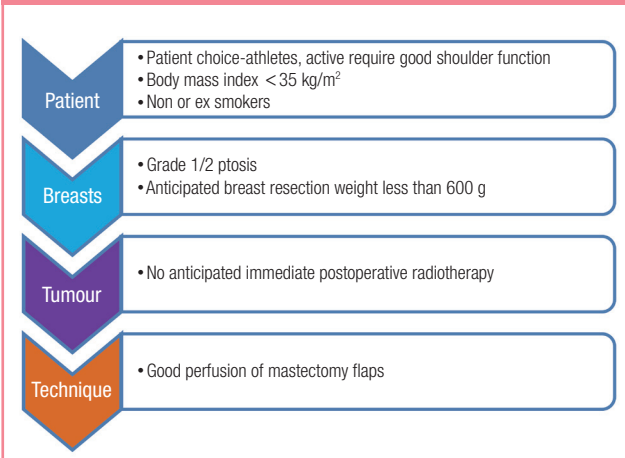 Patient
• Patient choice-athletes, active require good shoulder function
• Body mass index <35 kg/m²
• Non or ex smokers
Breasts
• Grade 1/2 ptosis
• Anticipated breast resection weight less than 600 g
Tumour
• No anticipated immediate postoperative radiotherapy
Technique
• Good perfusion of mastectomy flaps